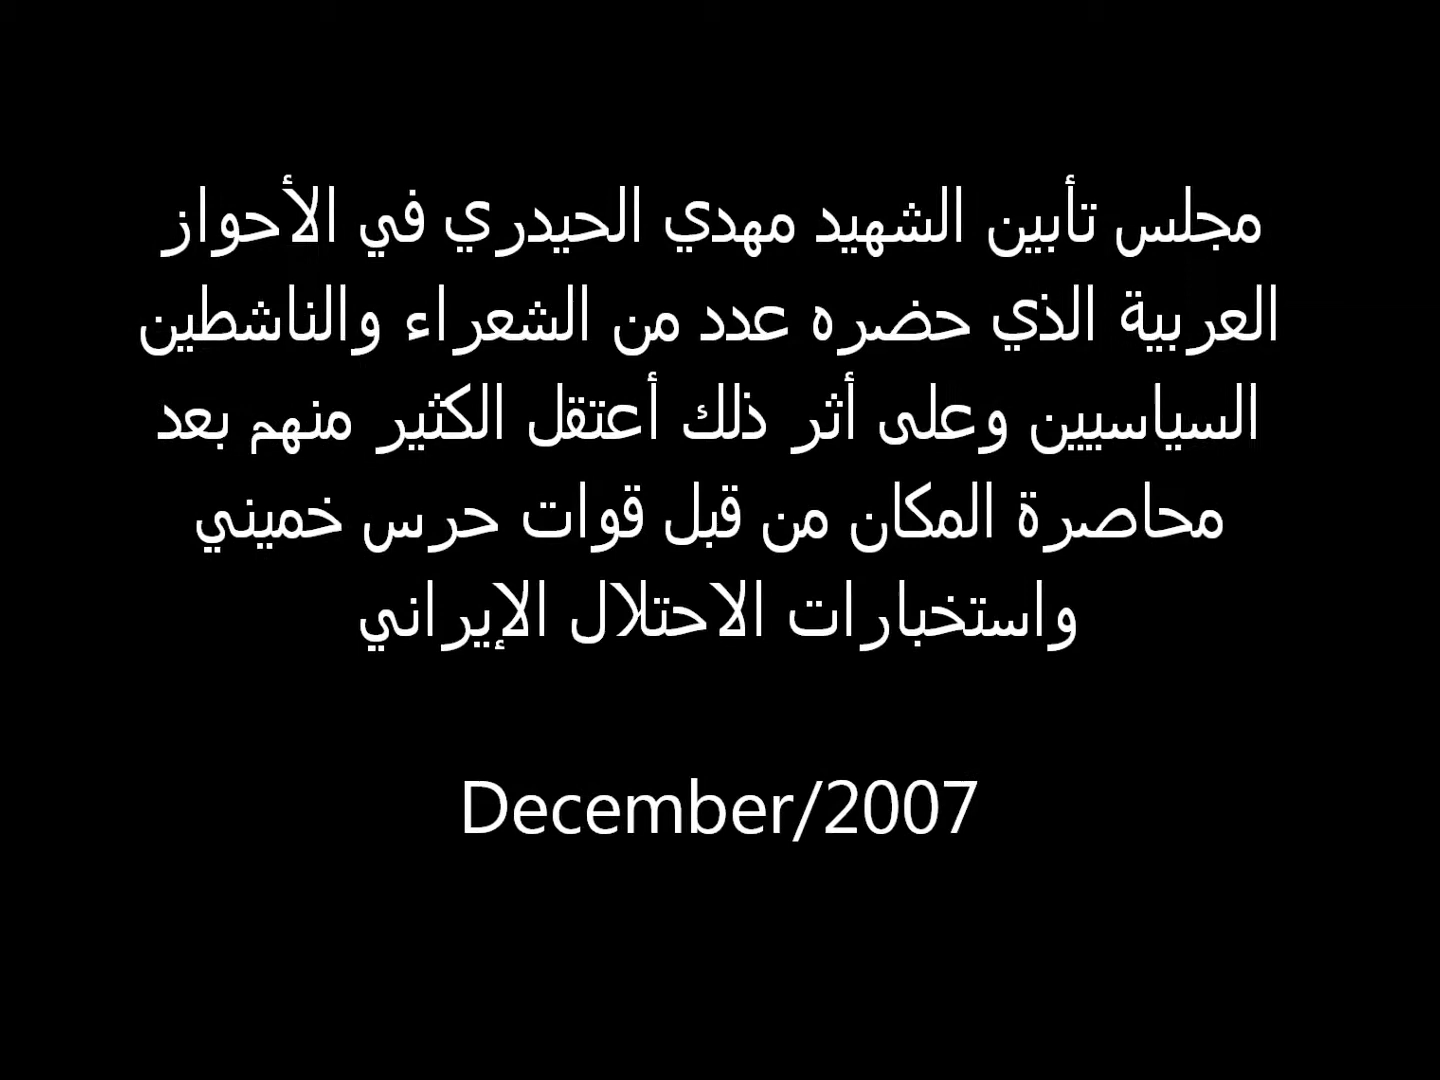 مجلس تأبين الشهيد مهدي الحيدري في الأحواز
العربية الذي حضره عدد من الشعراء والناشطين
السياسيين وعلى أثر ذلك أعتقل الكثير منهم بعد
محاصرة المكان من قبل قوات حرس خميني
واستخبارات الاحتلال الإيراني
December/2007